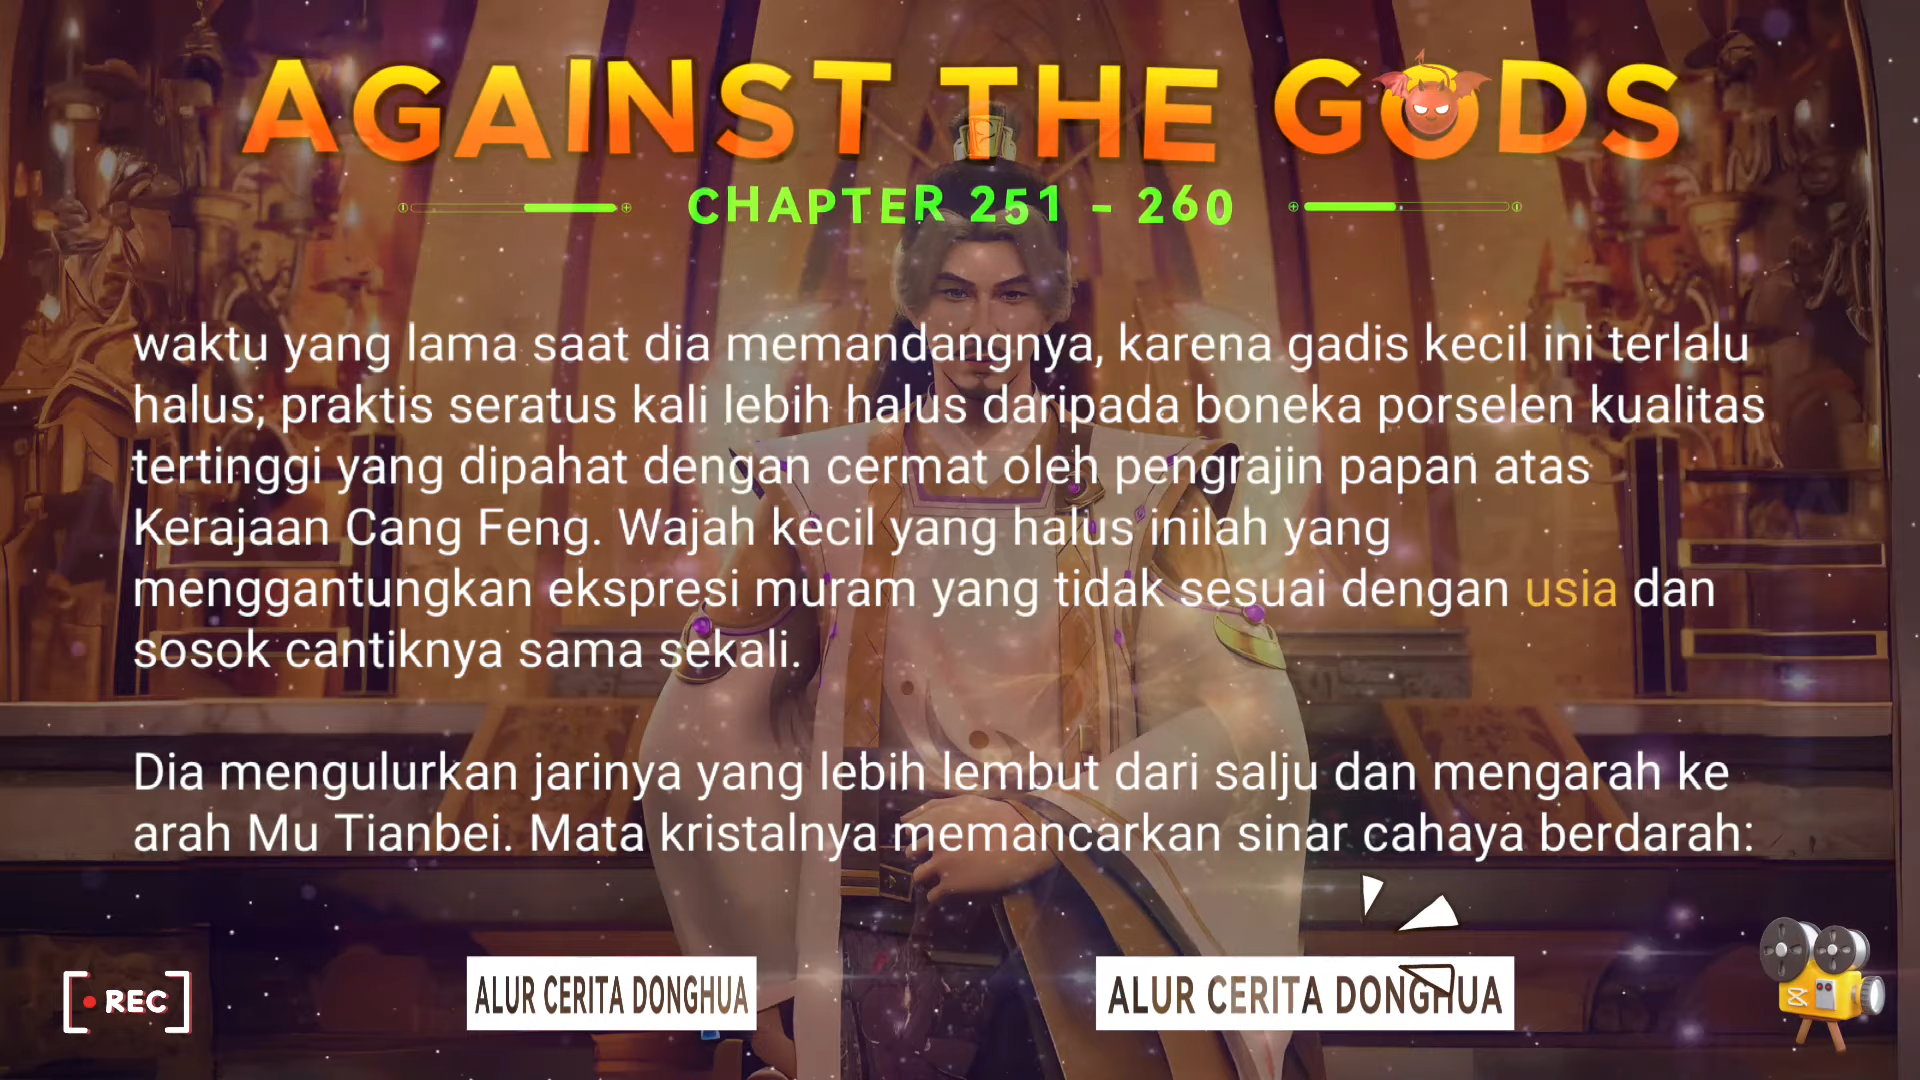 AGAINST THE GODS
CHAPTER 251 - 260
waktu yang lama saat dia memandangnya, karena gadis kecil ini terlalu
halus; praktis seratus kali lebih halus daripada boneka porselen kualitas
tertinggi yang dipahat dengan cermat oleh pengrajin papan atas
Kerajaan Cang Feng. Wajah kecil yang halus inilah yang
menggantungkan ekspresi muram yang tidak sesuai dengan usia dan
sosok cantiknya sama sekali.
Dia mengulurkan jarinya yang lebih lembut dari salju dan mengarah ke
arah Mu Tianbei. Mata kristalnya memancarkan sinar cahaya berdarah:
REC
ALUR CERITA DONGHUA
ALUR CERITA DONGHUA